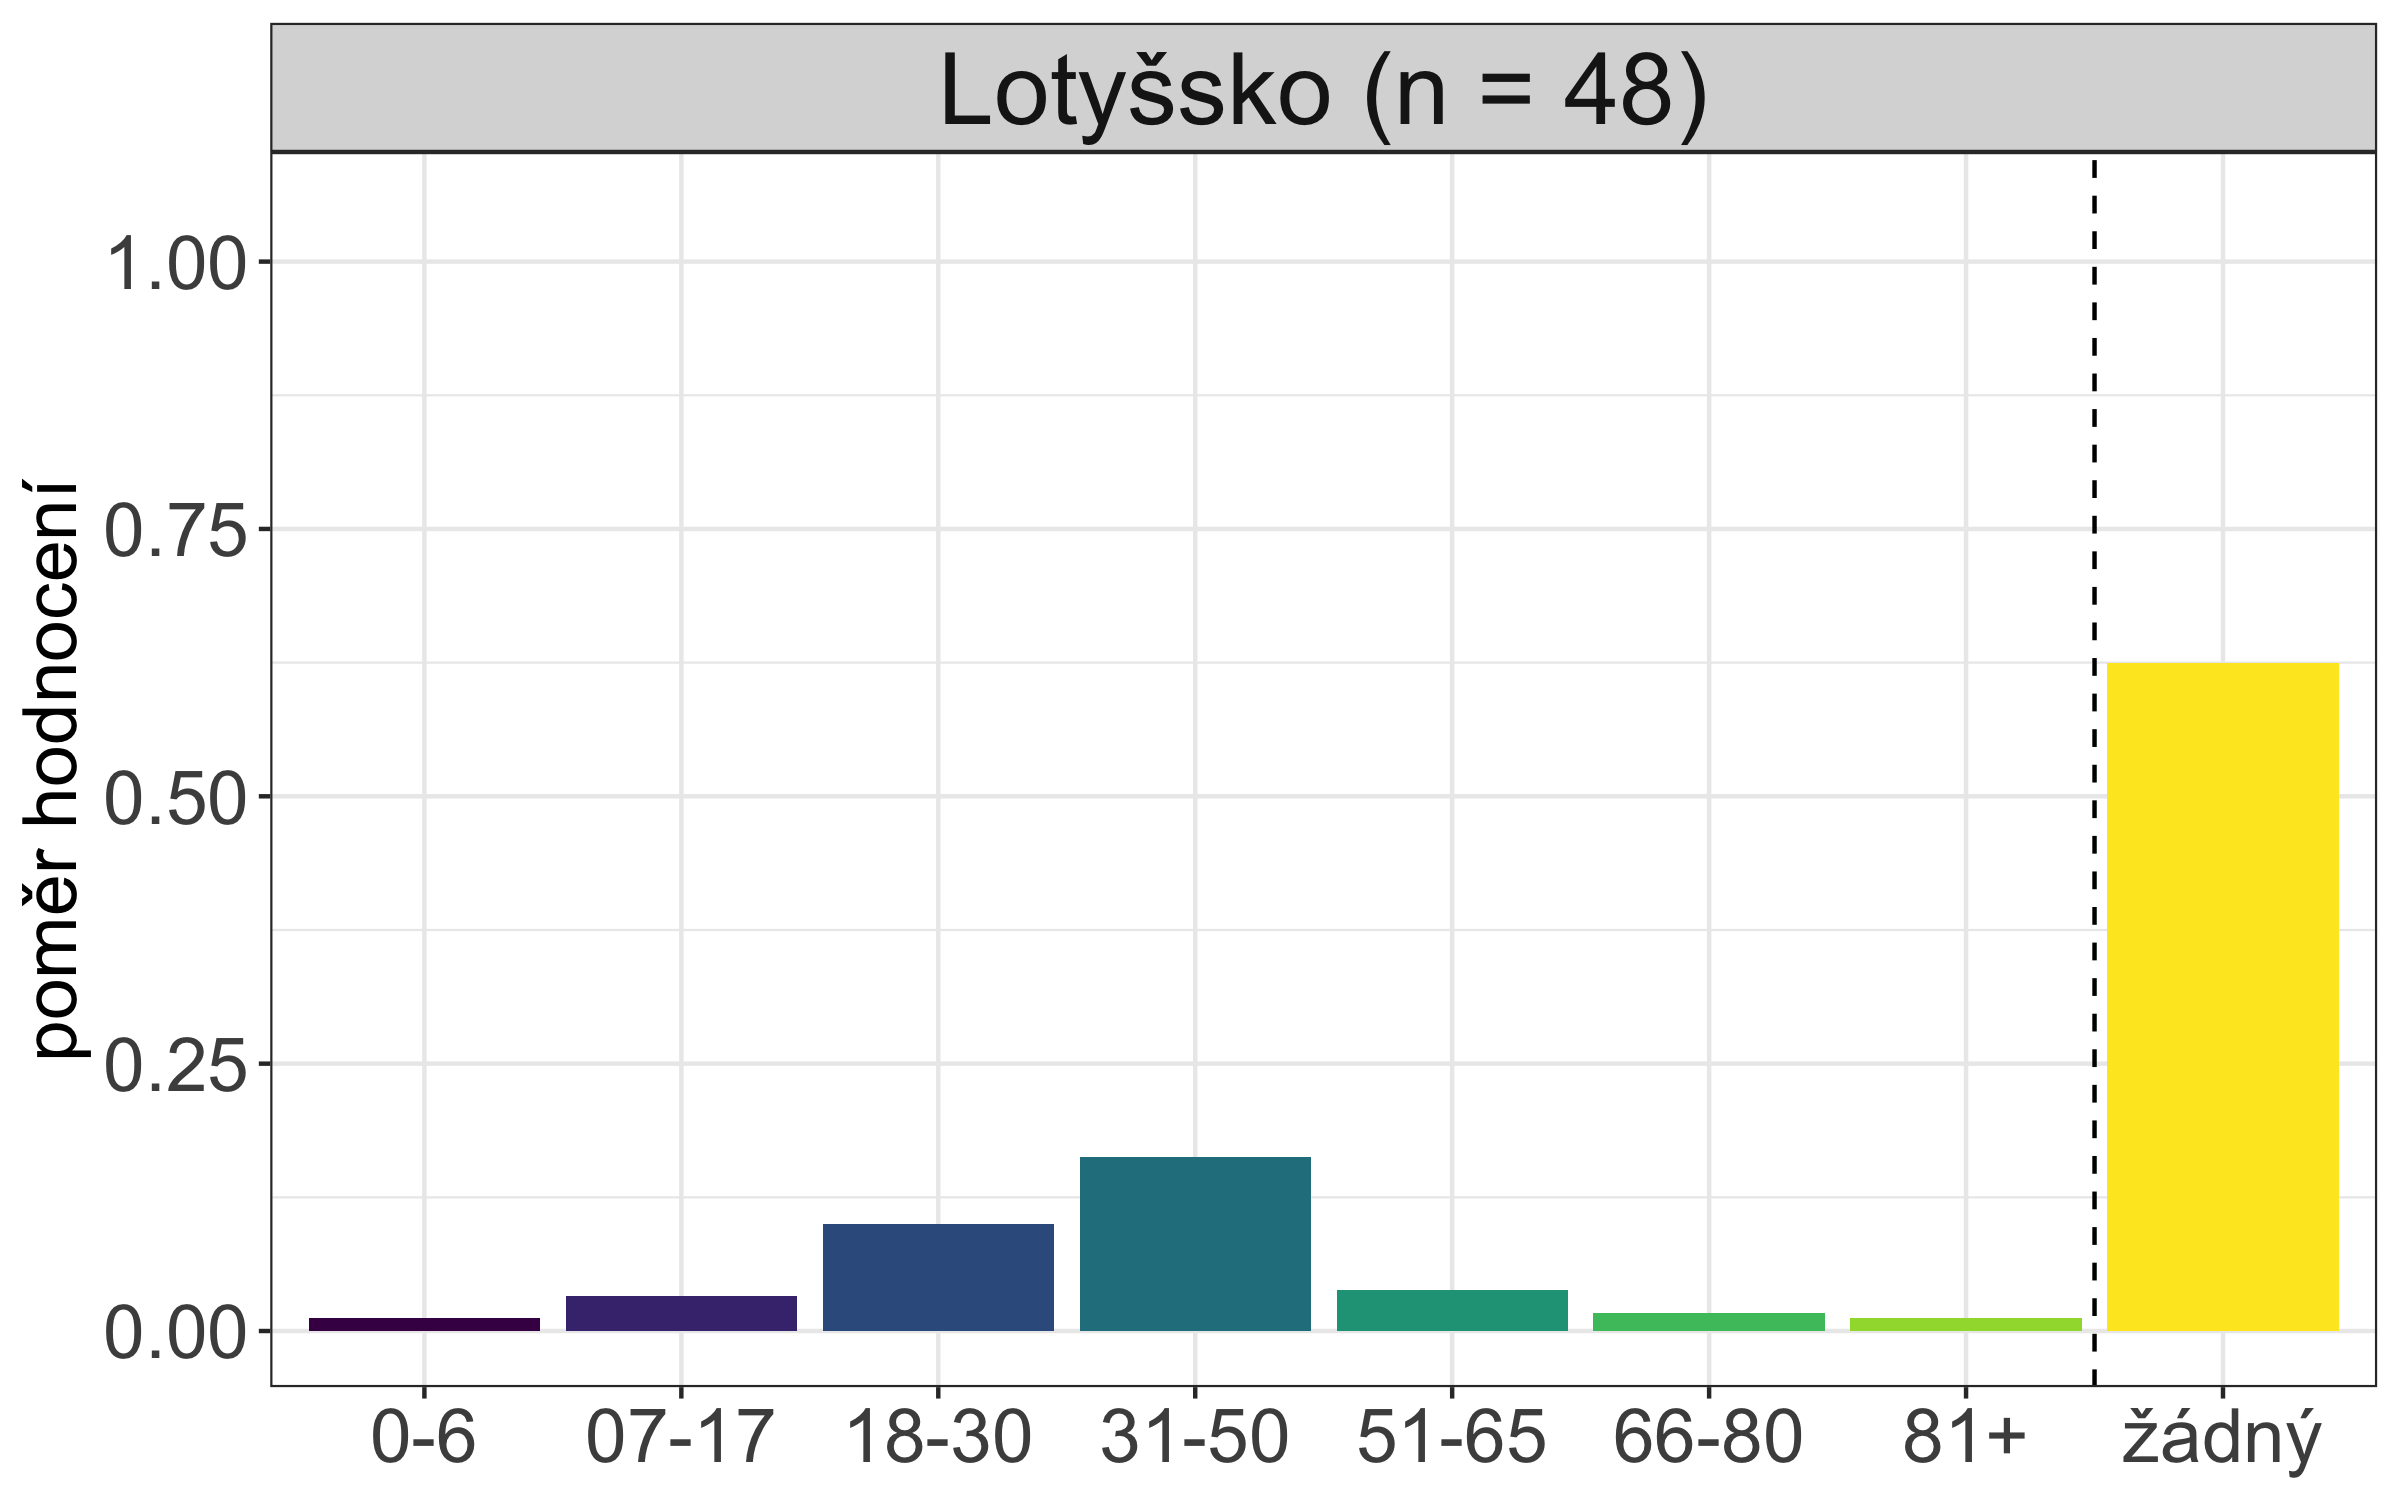 Lotyšsko (n = 48)
poměr hodnocení
1.00
0.75
0.50
0.25
0.00
0-6 07-17 18-30 31-50 51-65 66-80 81+ žádný